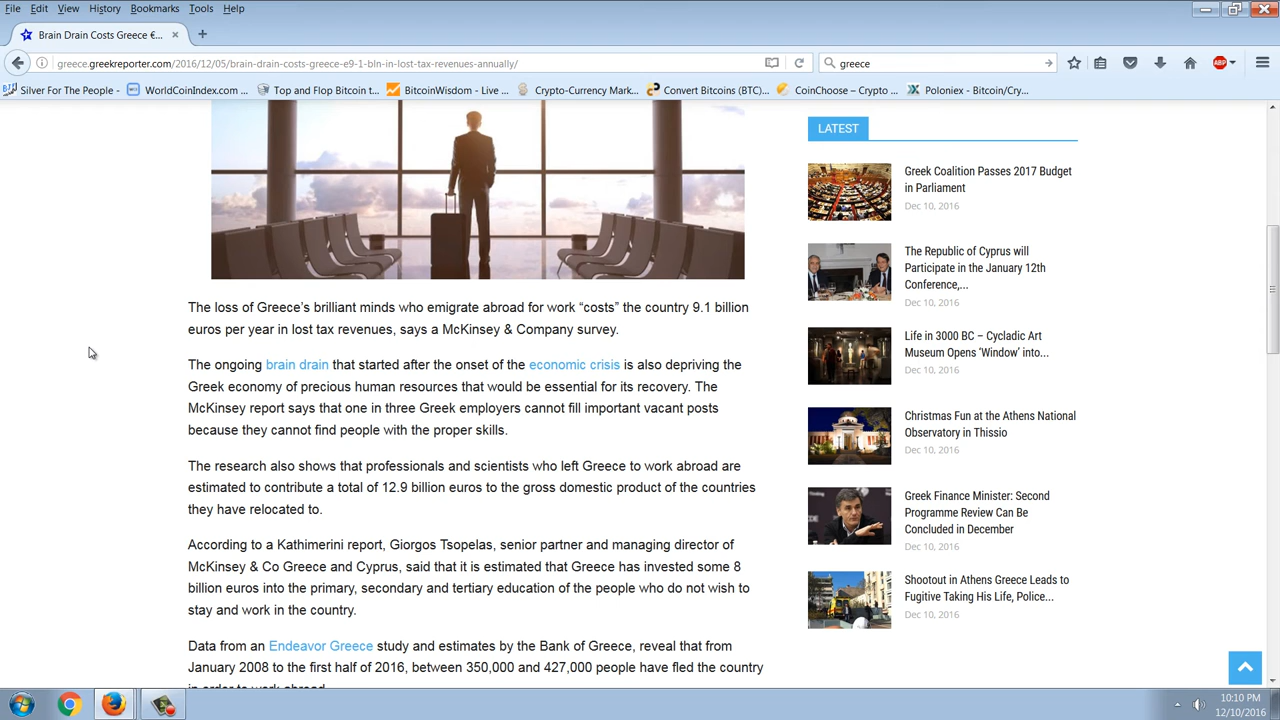 File Edit View History Bookmarks Tools Help
Brain Drain Costs Greece €...
greece.greekreporter.com/2016/12/05/brain-drain-costs-greece-e9-1-bln-in-lost-tax-revenues-annually/
greece
ABP
Silver For The People - WorldCoinIndex.com ... Top and Flop Bitcoin t... BitcoinWisdom - Live ... Crypto-Currency Mark... Convert Bitcoins (BTC)... CoinChoose – Crypto ... Poloniex - Bitcoin/Cry...
The loss of Greece’s brilliant minds who emigrate abroad for work “costs” the country 9.1 billion
euros per year in lost tax revenues, says a McKinsey & Company survey.
The ongoing brain drain that started after the onset of the economic crisis is also depriving the
Greek economy of precious human resources that would be essential for its recovery. The
McKinsey report says that one in three Greek employers cannot fill important vacant posts
because they cannot find people with the proper skills.
The research also shows that professionals and scientists who left Greece to work abroad are
estimated to contribute a total of 12.9 billion euros to the gross domestic product of the countries
they have relocated to.
According to a Kathimerini report, Giorgos Tsopelas, senior partner and managing director of
McKinsey & Co Greece and Cyprus, said that it is estimated that Greece has invested some 8
billion euros into the primary, secondary and tertiary education of the people who do not wish to
stay and work in the country.
Data from an Endeavor Greece study and estimates by the Bank of Greece, reveal that from
January 2008 to the first half of 2016, between 350,000 and 427,000 people have fled the country
in order to work abroad.
LATEST
Greek Coalition Passes 2017 Budget
in Parliament
Dec 10, 2016
The Republic of Cyprus will
Participate in the January 12th
Conference,...
Dec 10, 2016
Life in 3000 BC – Cycladic Art
Museum Opens ‘Window’ into...
Dec 10, 2016
Christmas Fun at the Athens National
Observatory in Thissio
Dec 10, 2016
Greek Finance Minister: Second
Programme Review Can Be
Concluded in December
Dec 10, 2016
Shootout in Athens Greece Leads to
Fugitive Taking His Life, Police...
Dec 10, 2016
10:10 PM
12/10/2016